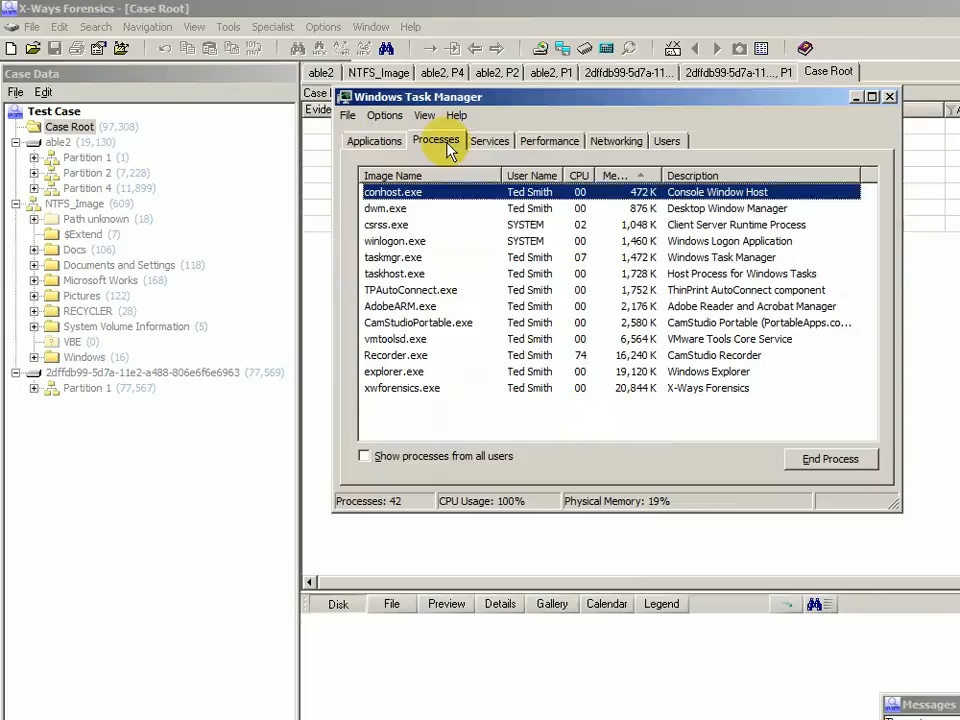 X-Ways Forensics - [Case Root]
File Edit Search Navigation View Tools Specialist Options Window Help
Case Data
able2 NTFS_Image able2, P4 able2, P2 able2, P1 2dffdb99-5d7a-11... 2dffdb99-5d7a-11..., P1 Case Root
File Edit
Test Case
Case Root (97,308)
able2 (19,130)
Partition 1 (1)
Partition 2 (7,228)
Partition 4 (11,899)
NTFS_Image (609)
Path unknown (18)
$Extend (7)
Docs (106)
Documents and Settings (118)
Microsoft Works (168)
Pictures (122)
RECYCLER (28)
System Volume Information (5)
VBE (0)
Windows (16)
2dffdb99-5d7a-11e2-a488-806e6f6e6963 (77,569)
Partition 1 (77,567)
Windows Task Manager
File Options View Help
Applications Processes Services Performance Networking Users
Image Name User Name CPU Me... Description
conhost.exe Ted Smith 00 472 K Console Window Host
dwm.exe Ted Smith 00 876 K Desktop Window Manager
csrss.exe SYSTEM 02 1,048 K Client Server Runtime Process
winlogon.exe SYSTEM 00 1,460 K Windows Logon Application
taskmgr.exe Ted Smith 07 1,472 K Windows Task Manager
taskhost.exe Ted Smith 00 1,728 K Host Process for Windows Tasks
TPAutoConnect.exe Ted Smith 00 1,752 K ThinPrint AutoConnect component
AdobeARM.exe Ted Smith 00 2,176 K Adobe Reader and Acrobat Manager
CamStudioPortable.exe Ted Smith 00 2,580 K CamStudio Portable (PortableApps.co...
vmtoolsd.exe Ted Smith 00 6,564 K VMware Tools Core Service
Recorder.exe Ted Smith 74 16,240 K CamStudio Recorder
explorer.exe Ted Smith 00 19,120 K Windows Explorer
xwforensics.exe Ted Smith 00 20,844 K X-Ways Forensics
Show processes from all users
End Process
Processes: 42 CPU Usage: 100% Physical Memory: 19%
Disk File Preview Details Gallery Calendar Legend
Messages